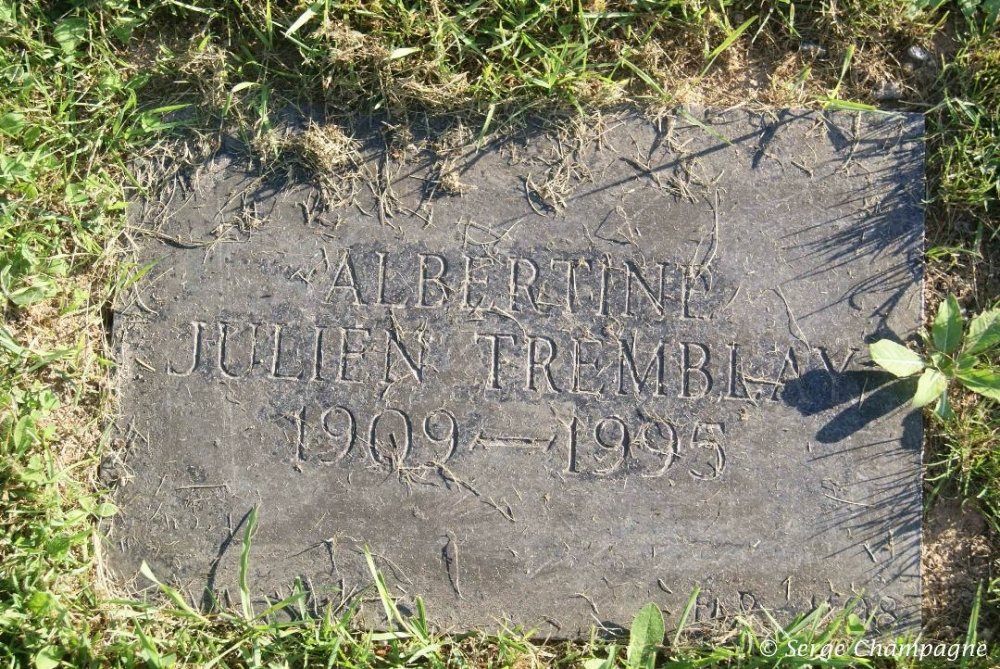 ALBERTINE
JULIEN TREMBLAY
1909 — 1995
© Serge Champagne